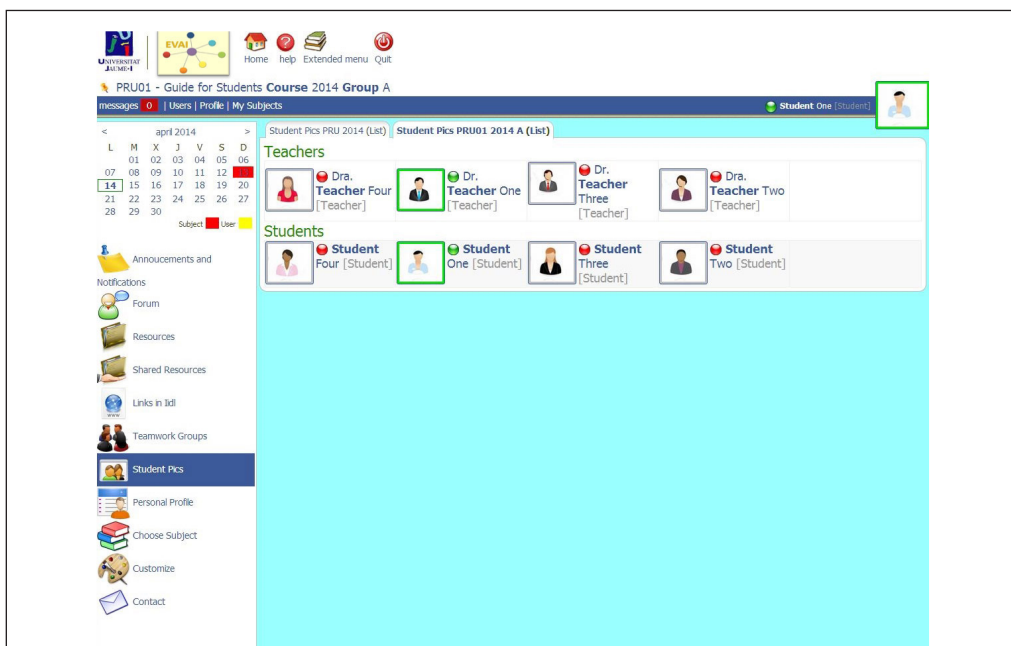 UNIVERSITAT
JAUME·I
EVAI
Home help Extended menu Quit
PRU01 - Guide for Students Course 2014 Group A
messages 0 | Users | Profile | My Subjects
Student One [Student]
< april 2014 >
L M X J V S D
01 02 03 04 05 06
07 08 09 10 11 12
14 15 16 17 18 19 20
21 22 23 24 25 26 27
28 29 30
Subject User
Annoucements and
Notifications
Forum
Resources
Shared Resources
www
Links in IidI
Teamwork Groups
Student Pics
Personal Profile
Choose Subject
Customize
Contact
Student Pics PRU 2014 (List) Student Pics PRU01 2014 A (List)
Teachers
Dra.
Teacher Four
[Teacher]
Dr.
Teacher One
[Teacher]
Dr.
Teacher
Three
[Teacher]
Dra.
Teacher Two
[Teacher]
Students
Student
Four [Student]
Student
One [Student]
Student
Three
[Student]
Student
Two [Student]